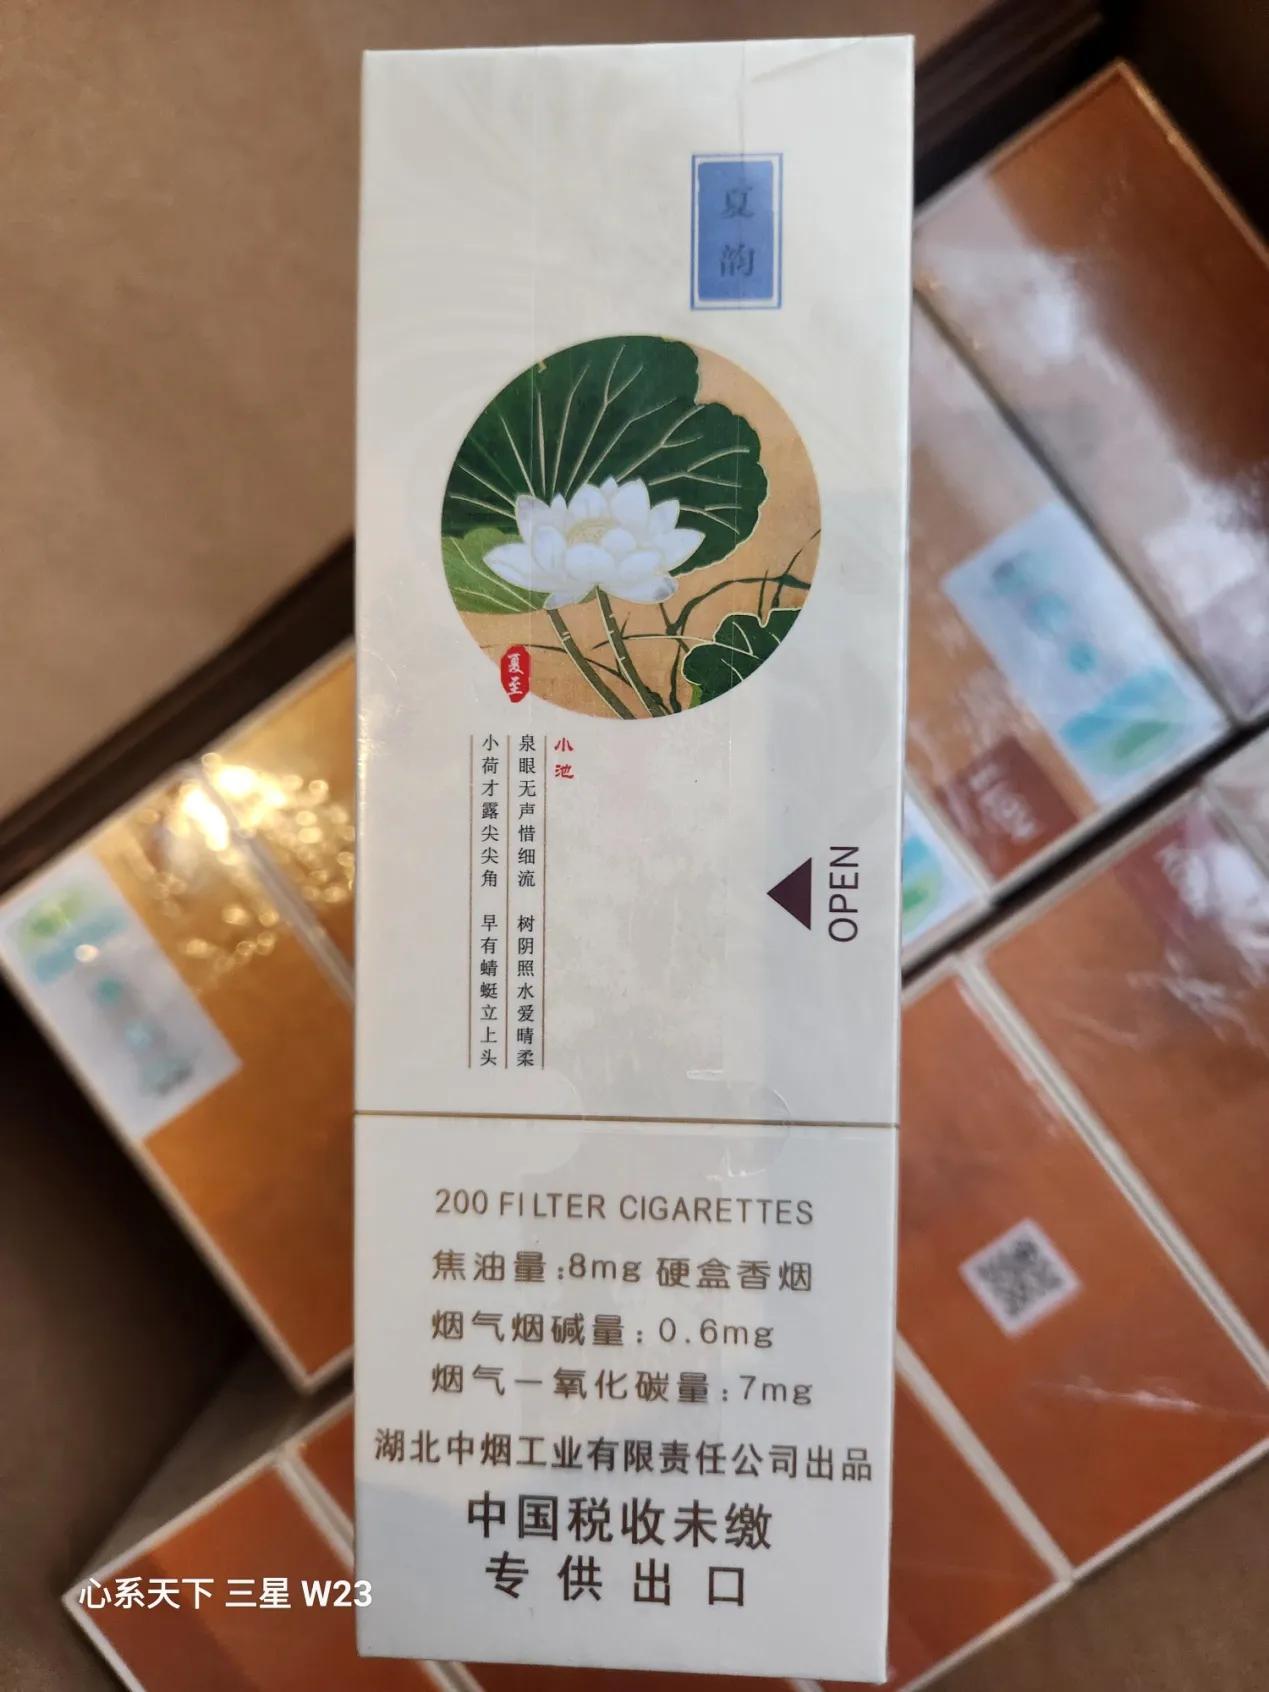 夏韵
夏至
小池
泉眼无声惜细流 树阴照水爱晴柔
小荷才露尖尖角 早有蜻蜓立上头
OPEN
200 FILTER CIGARETTES
焦油量:8mg 硬盒香烟
烟气烟碱量:0.6mg
烟气一氧化碳量:7mg
湖北中烟工业有限责任公司出品
中国税收未缴
专供出口
心系天下 三星 W23